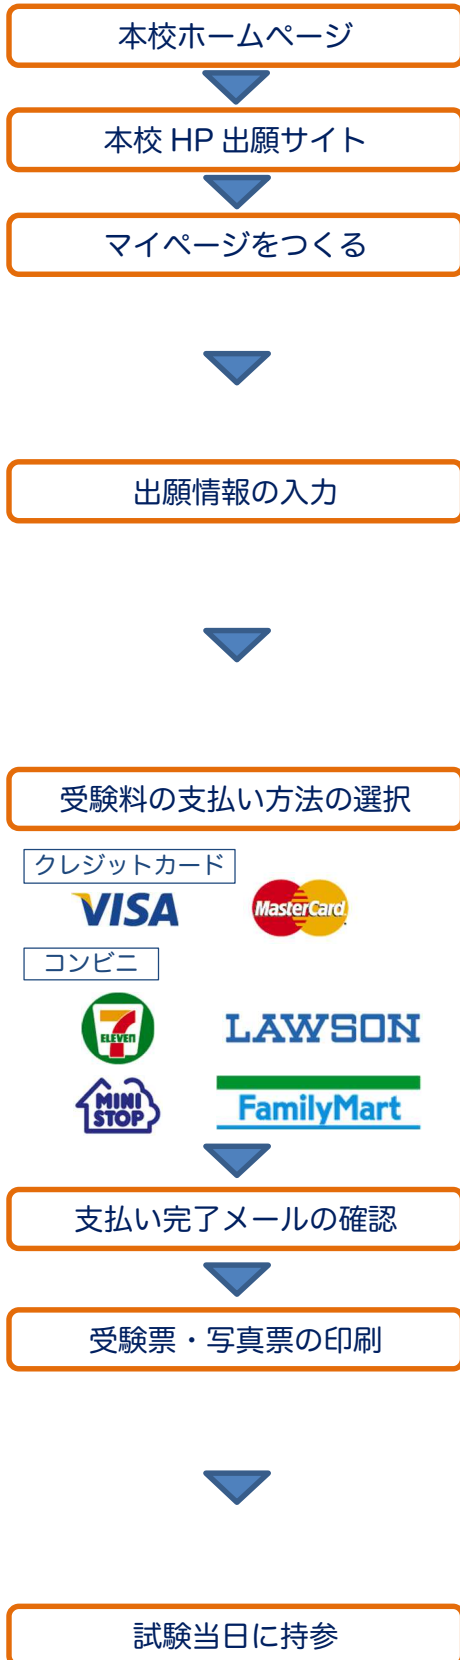 本校ホームページ
本校 HP 出願サイト
マイページをつくる
出願情報の入力
受験料の支払い方法の選択
クレジットカード
VISA MasterCard
コンビニ
7 ELEVEN LAWSON
MINI STOP FamilyMart
支払い完了メールの確認
受験票・写真票の印刷
試験当日に持参